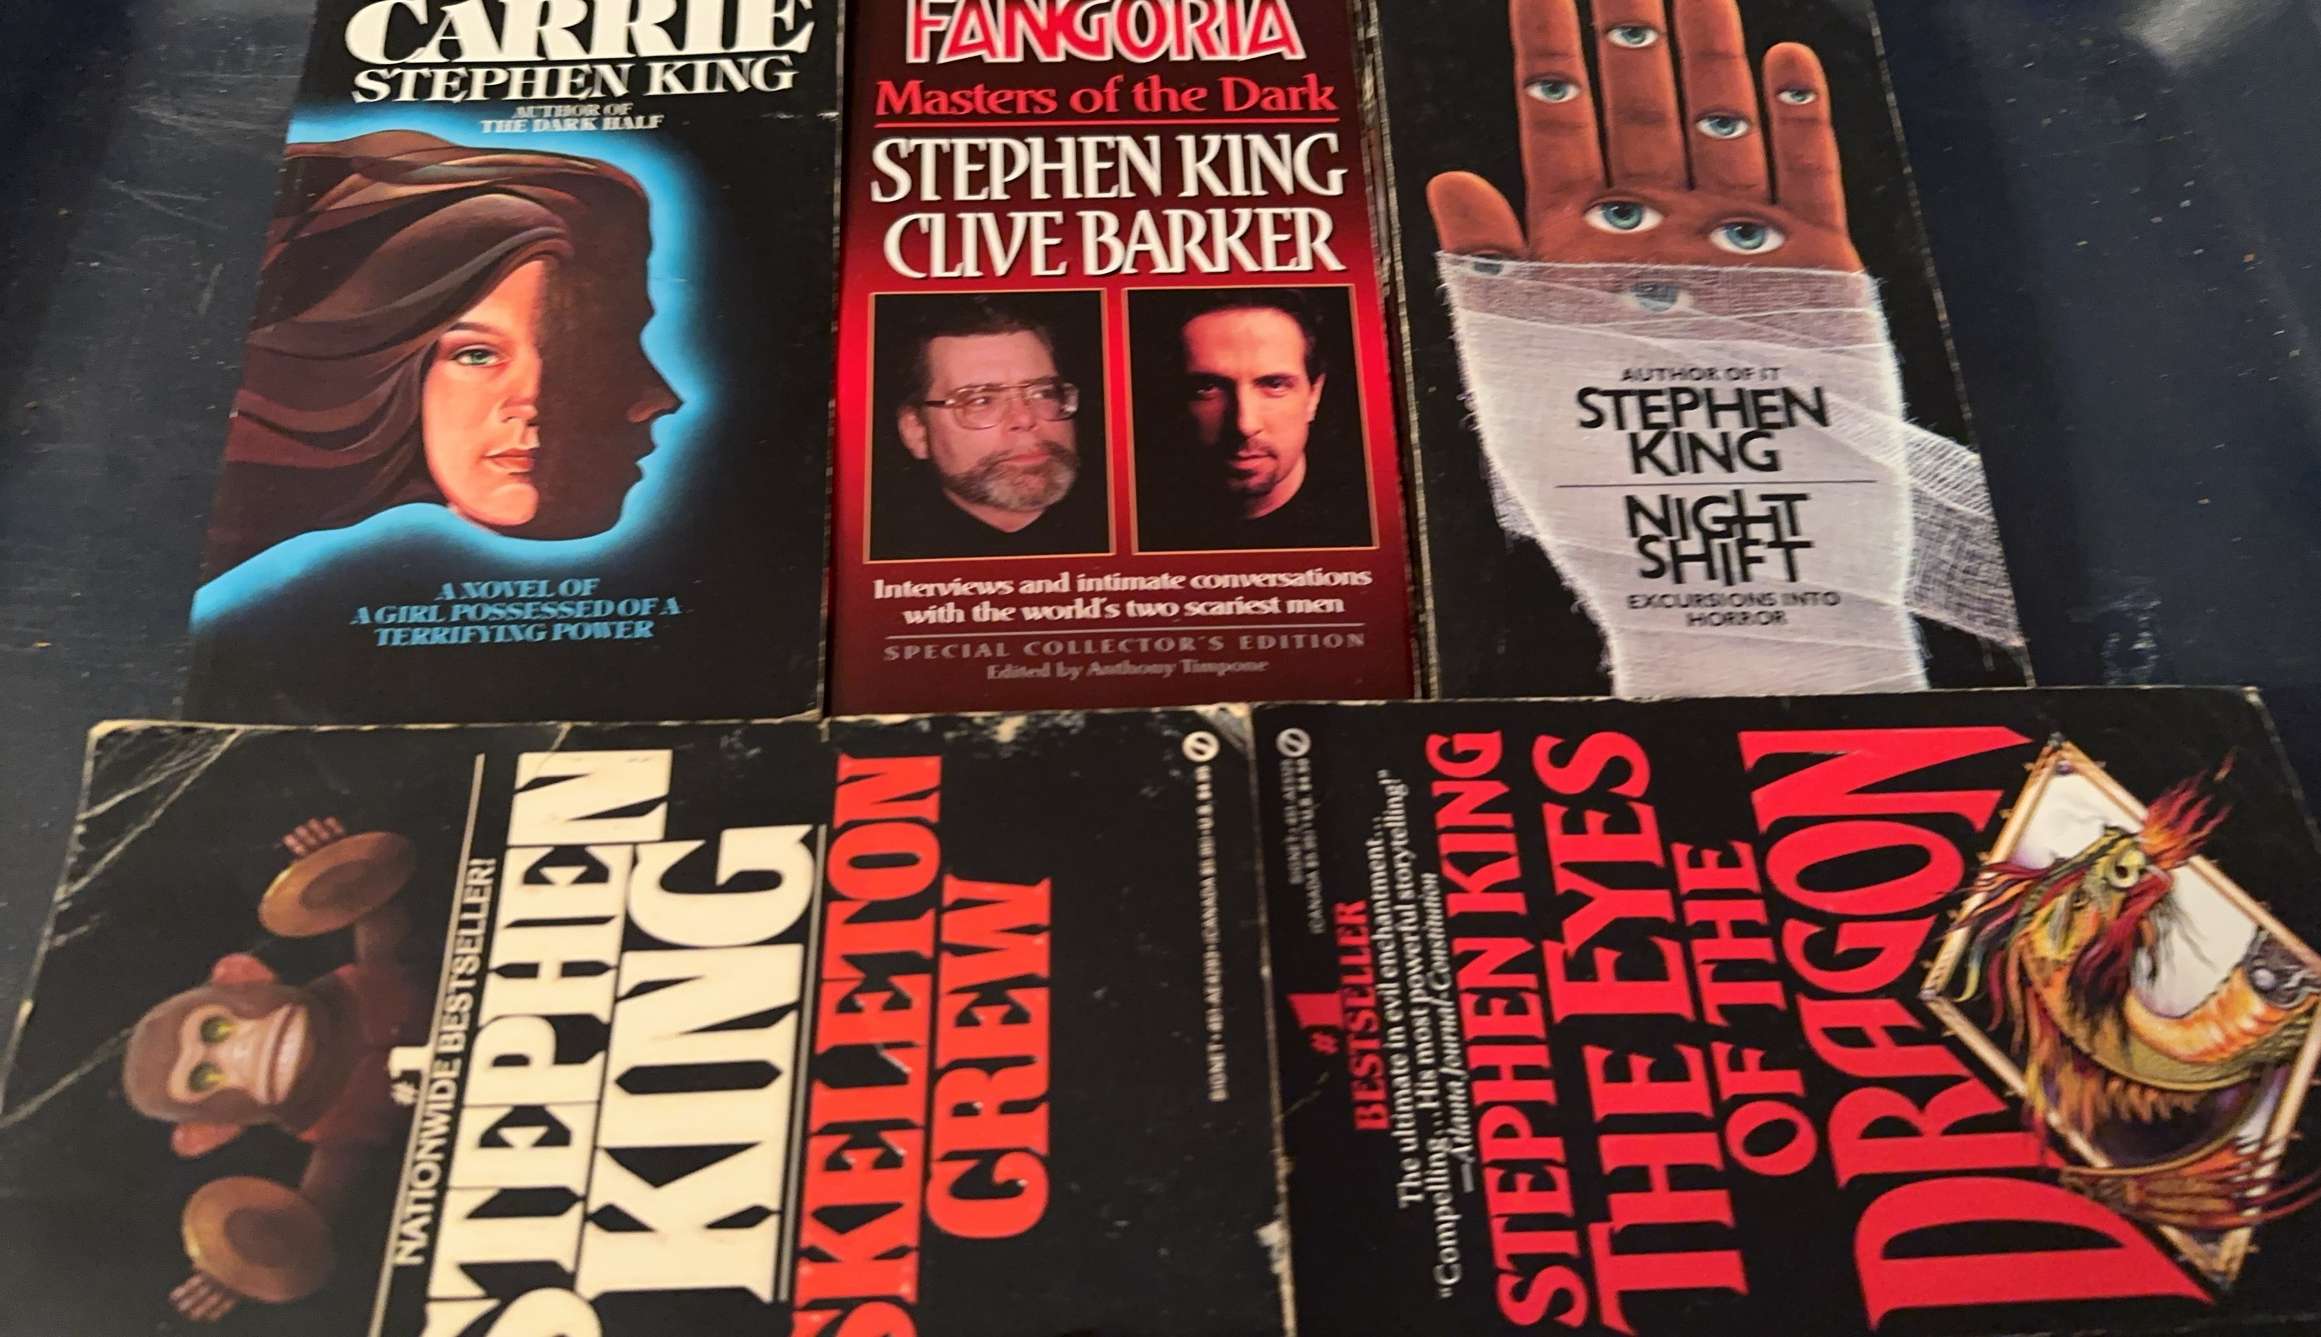 CARRIE
STEPHEN KING
AUTHOR OF
THE DARK HALF
A NOVEL OF
A GIRL POSSESSED OF A
TERRIFYING POWER
FANGORIA
Masters of the Dark
STEPHEN KING
CLIVE BARKER
Interviews and intimate conversations
with the world's two scariest men
SPECIAL COLLECTOR'S EDITION
Edited by Anthony Timpone
AUTHOR OF IT
STEPHEN
KING
NIGHT
SHIFT
EXCURSIONS INTO
HORROR
#1
NATIONWIDE BESTSELLER!
STEPHEN
KING
SKELETON
CREW
#1
BESTSELLER
"The ultimate in evil enchantment...
Compelling...His most powerful storytelling!"
—Atlanta Journal-Constitution
STEPHEN KING
THE EYES
OF THE
DRAGON